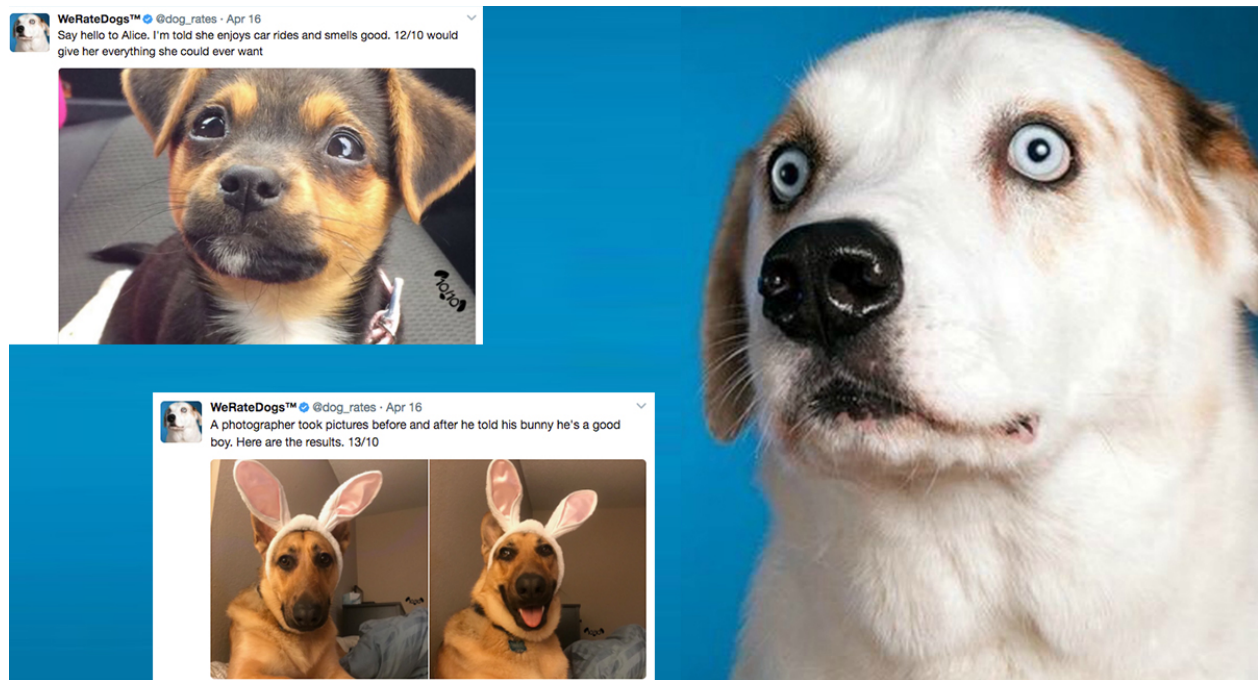 WeRateDogs™ @dog_rates · Apr 16
Say hello to Alice. I'm told she enjoys car rides and smells good. 12/10 would
give her everything she could ever want
10/10
WeRateDogs™ @dog_rates · Apr 16
A photographer took pictures before and after he told his bunny he's a good
boy. Here are the results. 13/10